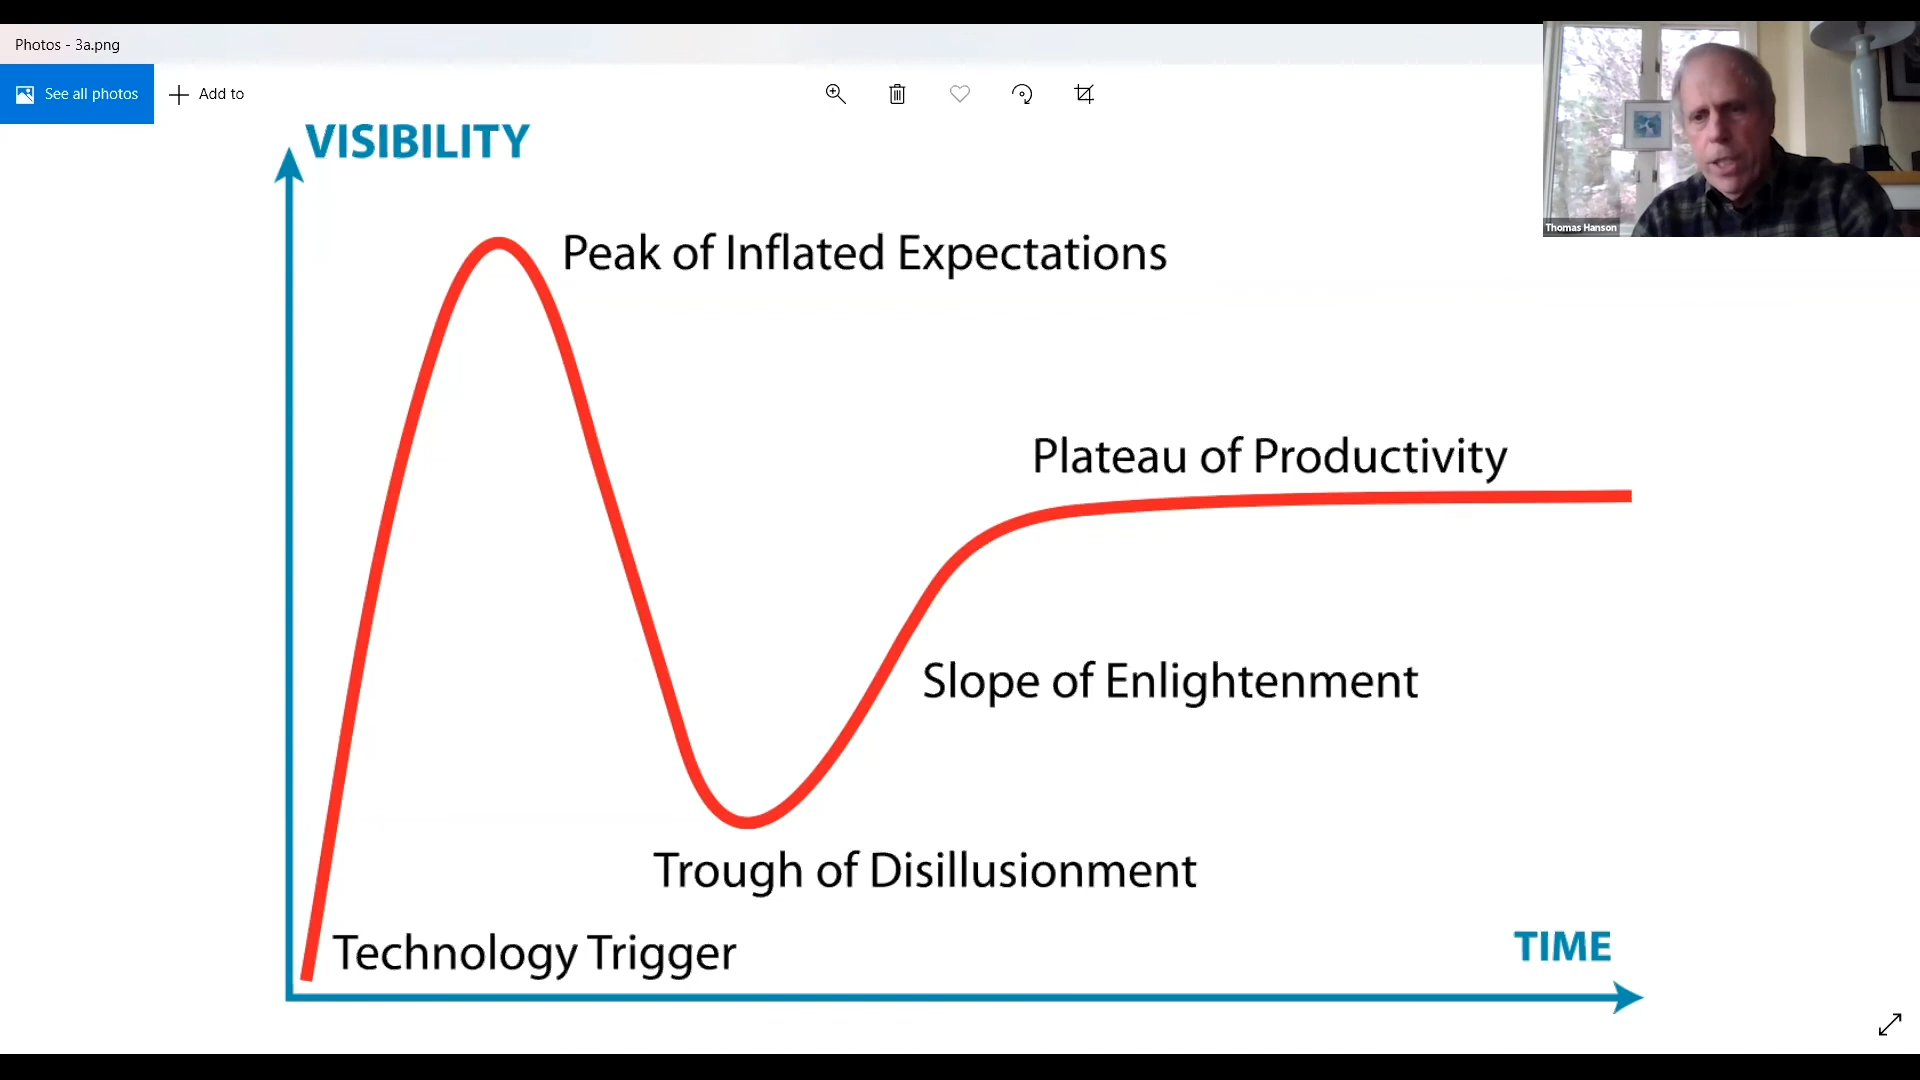 Photos - 3a.png
See all photos
Add to
VISIBILITY
Thomas Hanson
Peak of Inflated Expectations
Plateau of Productivity
Slope of Enlightenment
Trough of Disillusionment
Technology Trigger
TIME